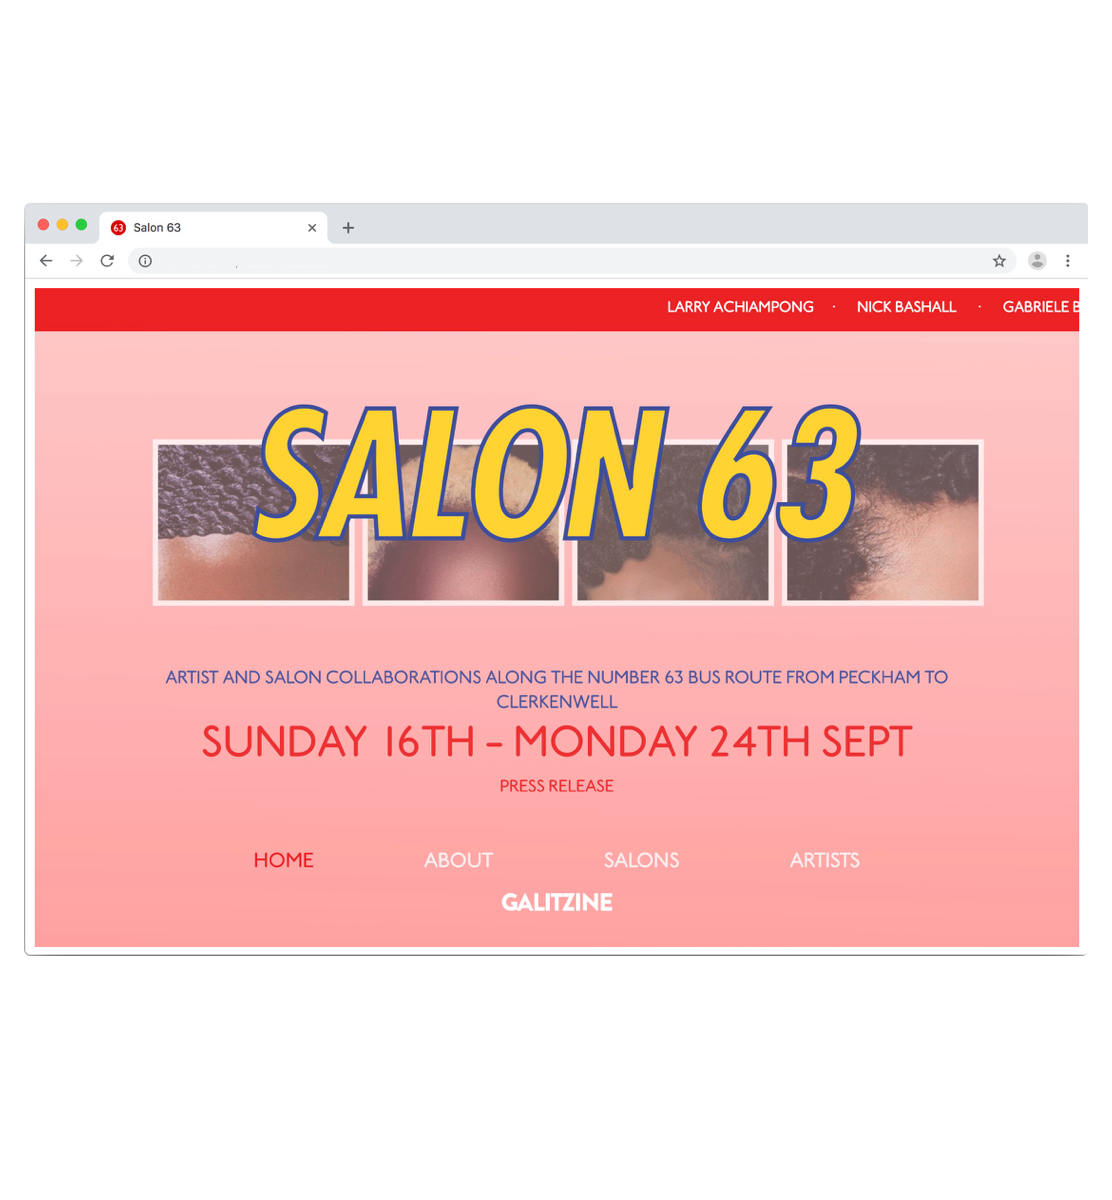 63 Salon 63
LARRY ACHIAMPONG · NICK BASHALL · GABRIELE
SALON 63
ARTIST AND SALON COLLABORATIONS ALONG THE NUMBER 63 BUS ROUTE FROM PECKHAM TO
CLERKENWELL
SUNDAY 16TH – MONDAY 24TH SEPT
PRESS RELEASE
HOME ABOUT SALONS ARTISTS
GALITZINE